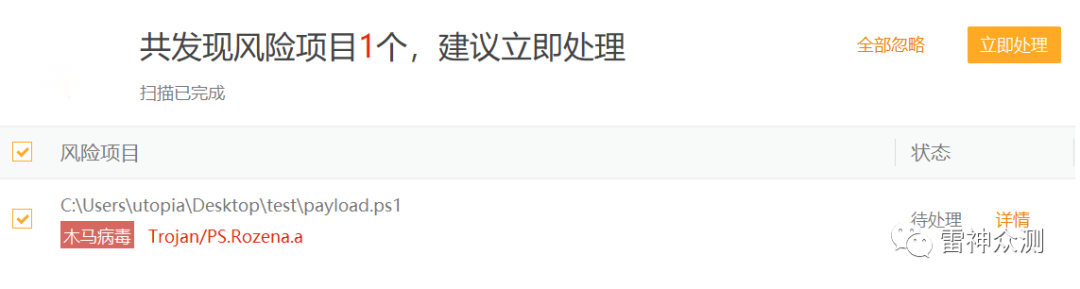 共发现风险项目1个，建议立即处理
全部忽略
立即处理
扫描已完成
风险项目
状态
C:\Users\utopia\Desktop\test\payload.ps1
待处理
详情
木马病毒 Trojan/PS.Rozena.a
雷神众测